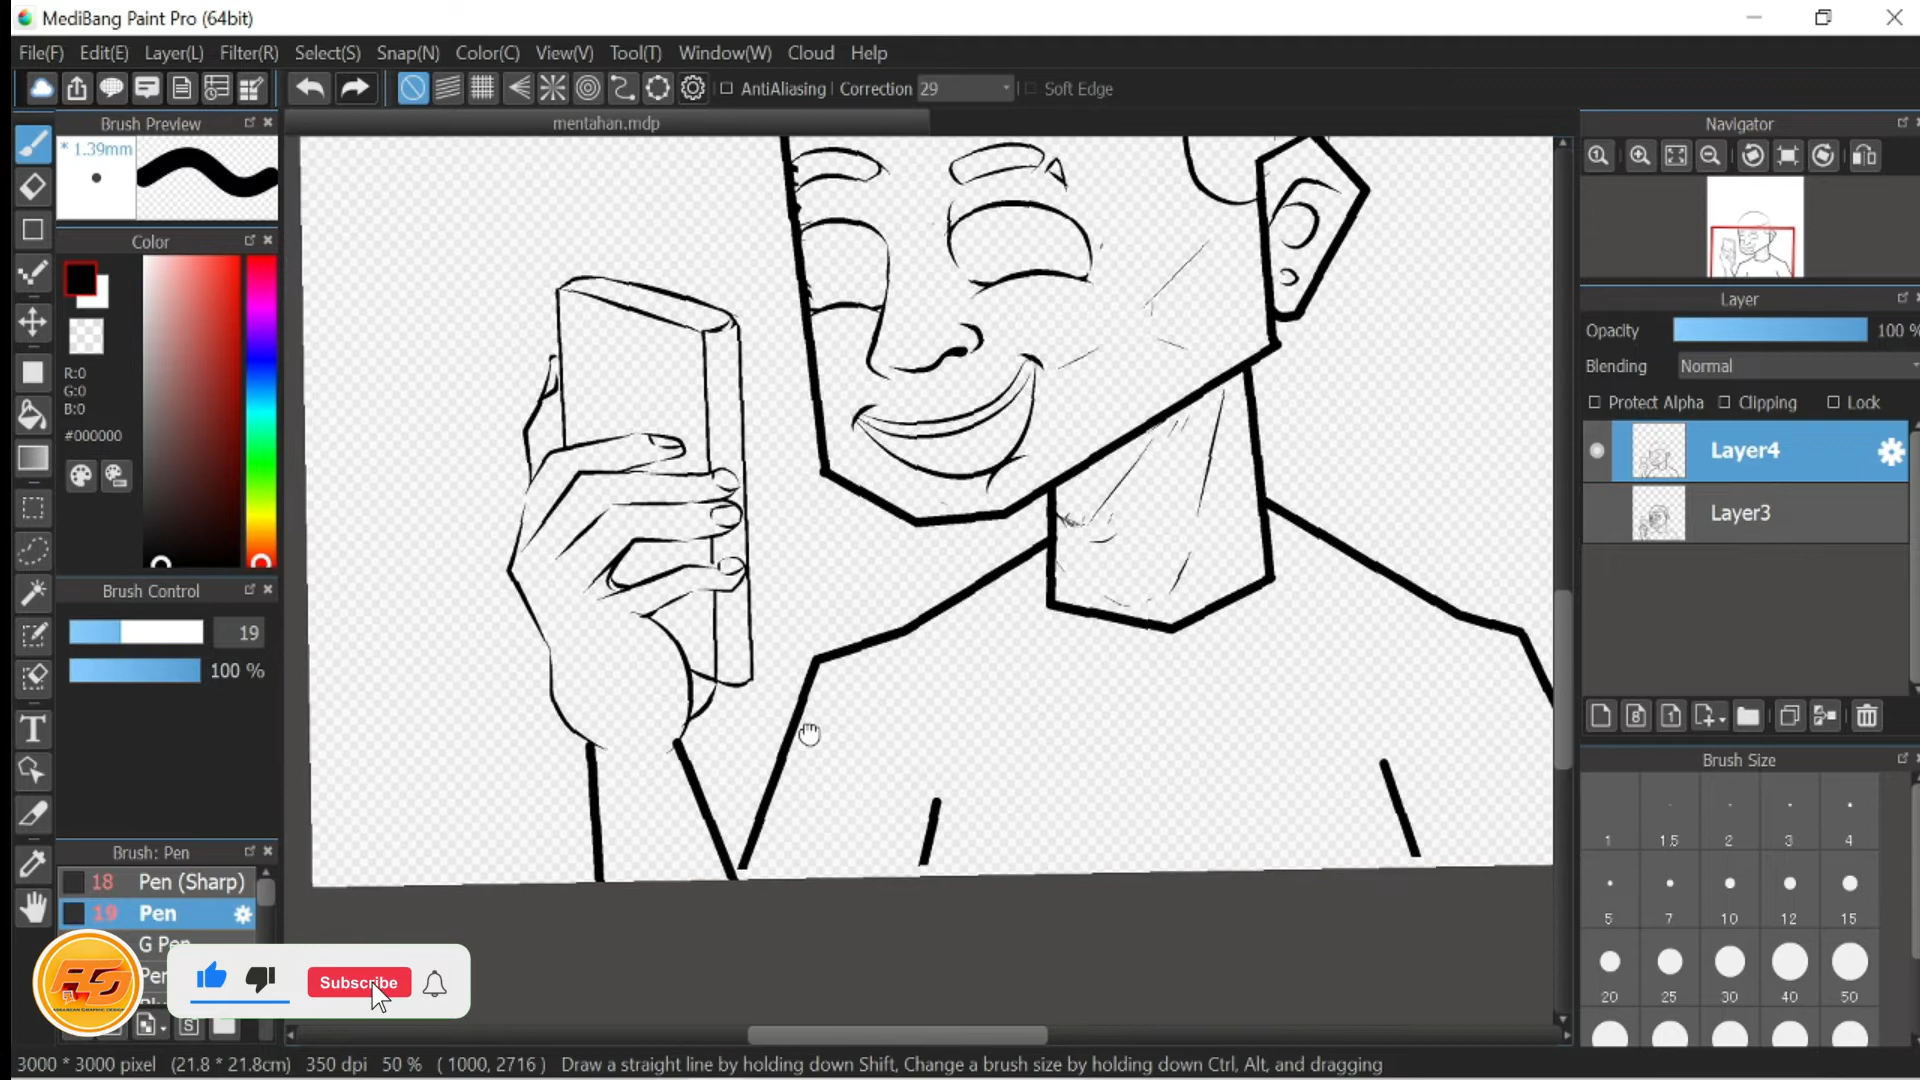 MediBang Paint Pro (64bit)
File(F) Edit(E) Layer(L) Filter(R) Select(S) Snap(N) Color(C) View(V) Tool(T) Window(W) Cloud Help
AntiAliasing Correction 29 Soft Edge
Brush Preview
mentahan.mdp
Navigator
* 1.39mm
Color
R:0
G:0
B:0
#000000
Layer
Opacity 100 %
Blending Normal
Protect Alpha Clipping Lock
Layer4
Layer3
Brush Control
19
100 %
Brush Size
1 1.5 2 3 4
5 7 10 12 15
20 25 30 40 50
Brush: Pen
18 Pen (Sharp)
19 Pen
G Pen
Subscribe
3000 * 3000 pixel (21.8 * 21.8cm) 350 dpi 50 % ( 1000, 2716 ) Draw a straight line by holding down Shift, Change a brush size by holding down Ctrl, Alt, and dragging